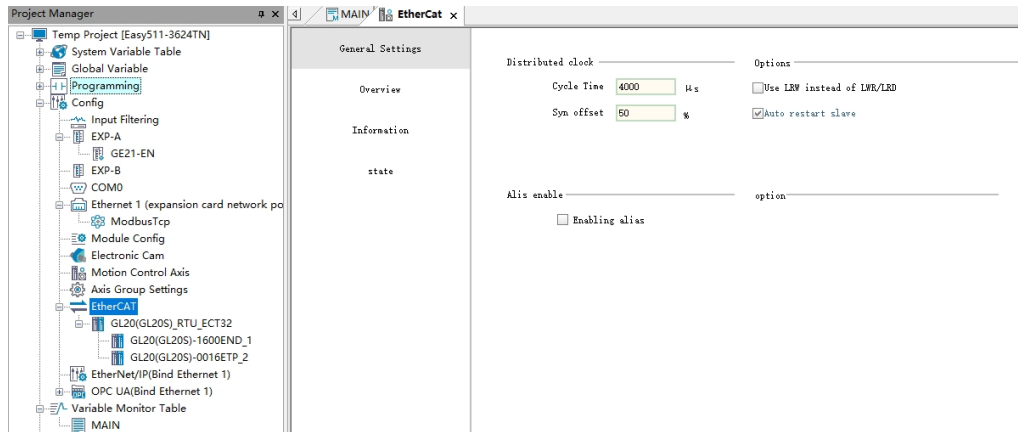 Project Manager
MAIN
EtherCat
Temp Project [Easy511-3624TN]
System Variable Table
Global Variable
Programming
Config
Input Filtering
EXP-A
GE21-EN
EXP-B
COM0
Ethernet 1 (expansion card network po
ModbusTcp
Module Config
Electronic Cam
Motion Control Axis
Axis Group Settings
EtherCAT
GL20(GL20S)_RTU_ECT32
GL20(GL20S)-1600END_1
GL20(GL20S)-0016ETP_2
EtherNet/IP(Bind Ethernet 1)
OPC UA(Bind Ethernet 1)
Variable Monitor Table
MAIN
General Settings
Overview
Information
state
Distributed clock
Cycle Time 4000 μs
Syn offset 50 %
Options
Use LRW instead of LWR/LRD
Auto restart slave
Alis enable
Enabling alias
option